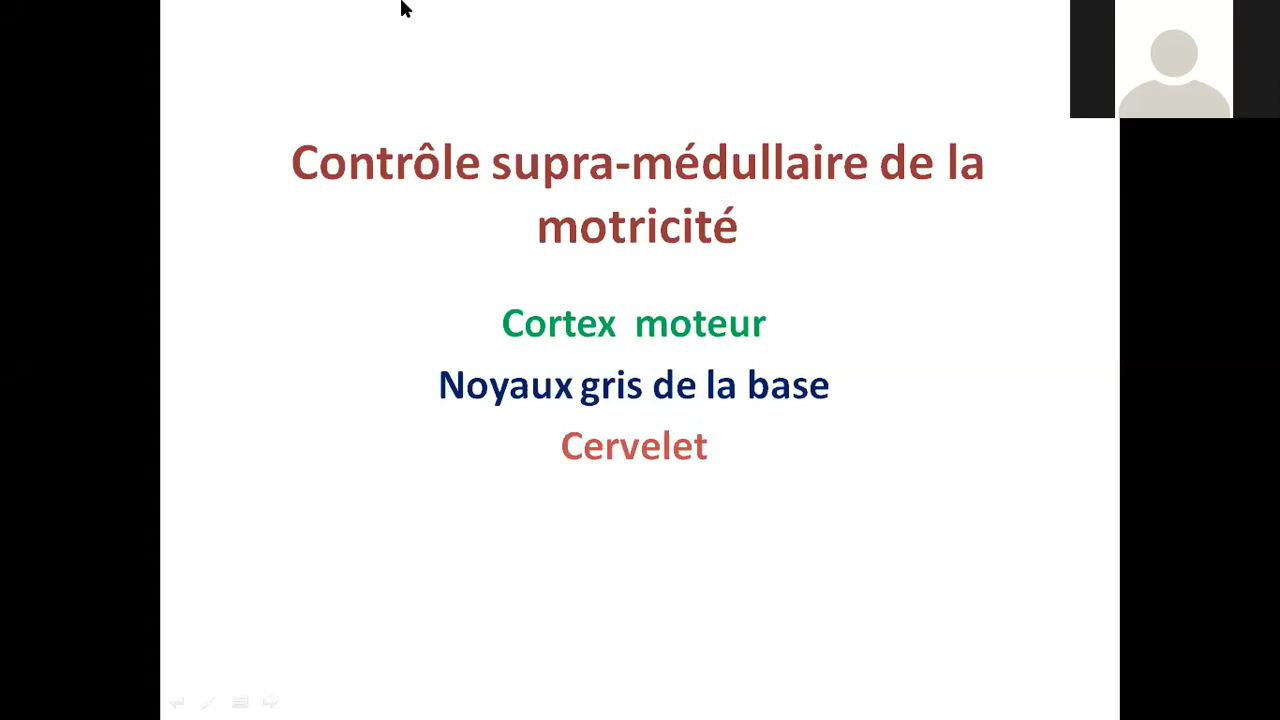 Contrôle supra-médullaire de la
motricité
Cortex moteur
Noyaux gris de la base
Cervelet